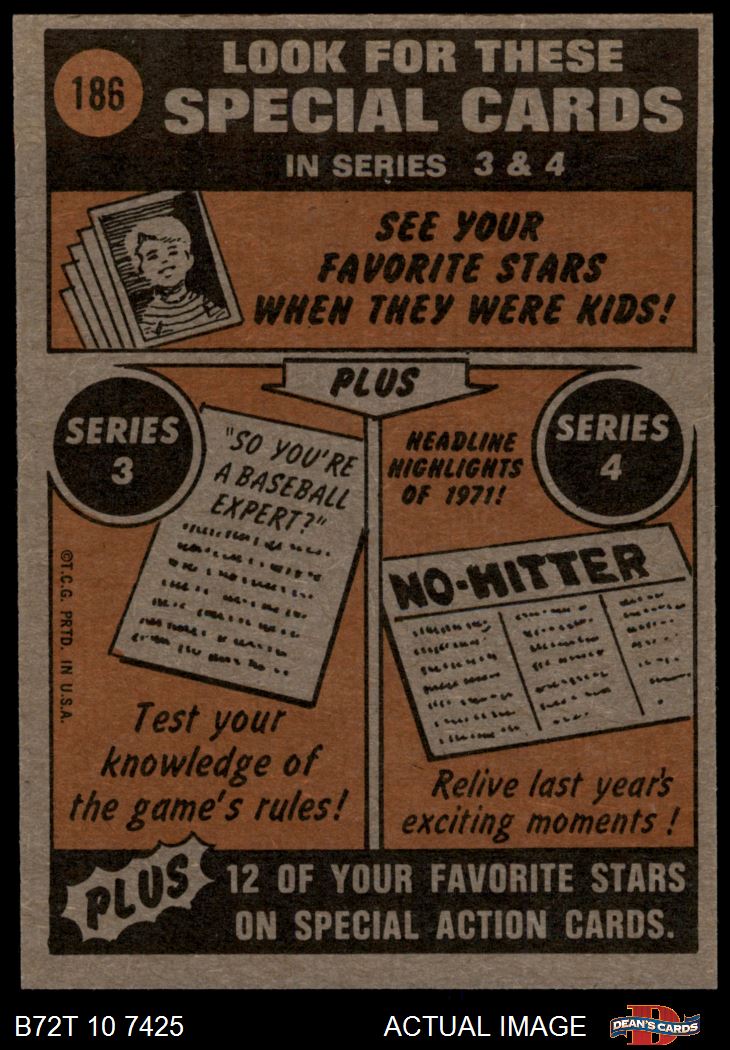 186
LOOK FOR THESE
SPECIAL CARDS
IN SERIES 3 & 4
SEE YOUR
FAVORITE STARS
WHEN THEY WERE KIDS!
PLUS
SERIES
3
"SO YOU'RE
A BASEBALL
EXPERT?"
Test your
knowledge of
the game's rules!
©T.C.G. PRTD. IN U.S.A.
HEADLINE
HIGHLIGHTS
OF 1971!
SERIES
4
NO-HITTER
Relive last year's
exciting moments!
PLUS
12 OF YOUR FAVORITE STARS
ON SPECIAL ACTION CARDS.
B72T 10 7425
ACTUAL IMAGE
DEAN'S CARDS